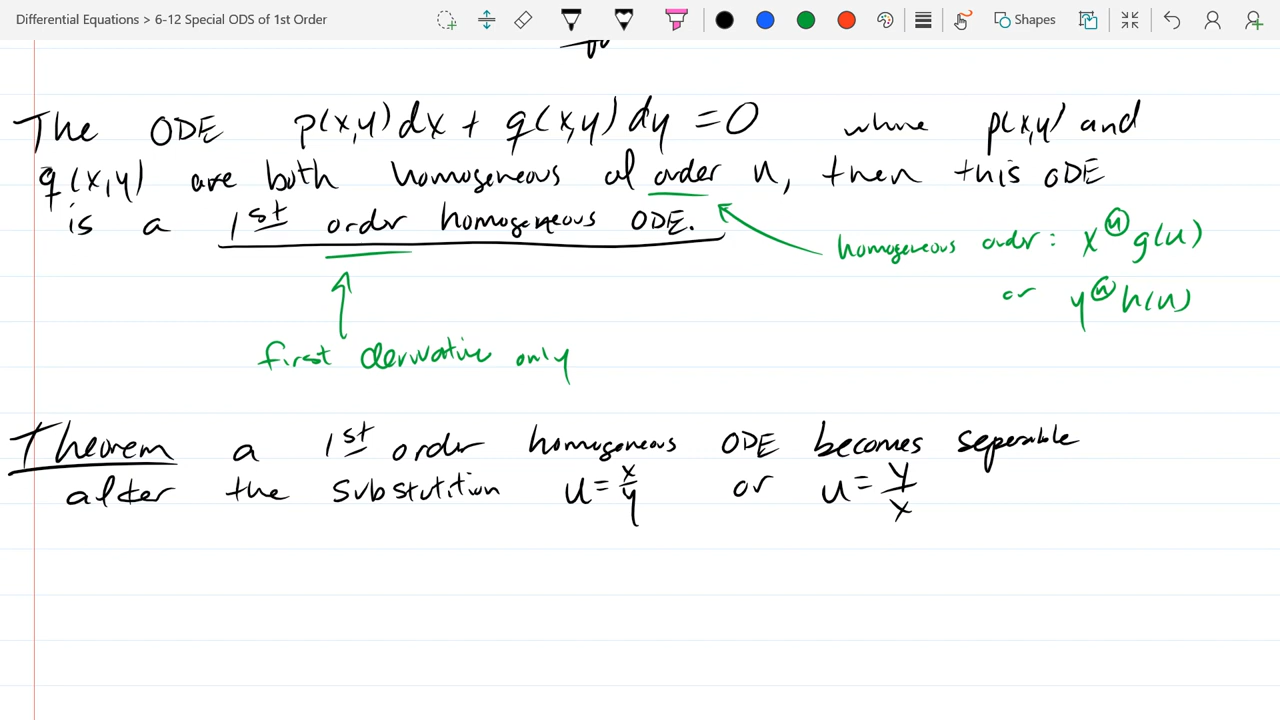 Differential Equations > 6-12 Special ODS of 1st Order
Shapes
The ODE p(x,y)dx + q(x,y)dy = 0 where p(x,y) and
q(x,y) are both homogeneous of order n, then this ODE
is a 1st order homogeneous ODE.
homogeneous order: x^n g(u)
or y^n h(u)
first derivative only
Theorem a 1st order homogeneous ODE becomes seperable
after the substutition u = x/y or u = y/x